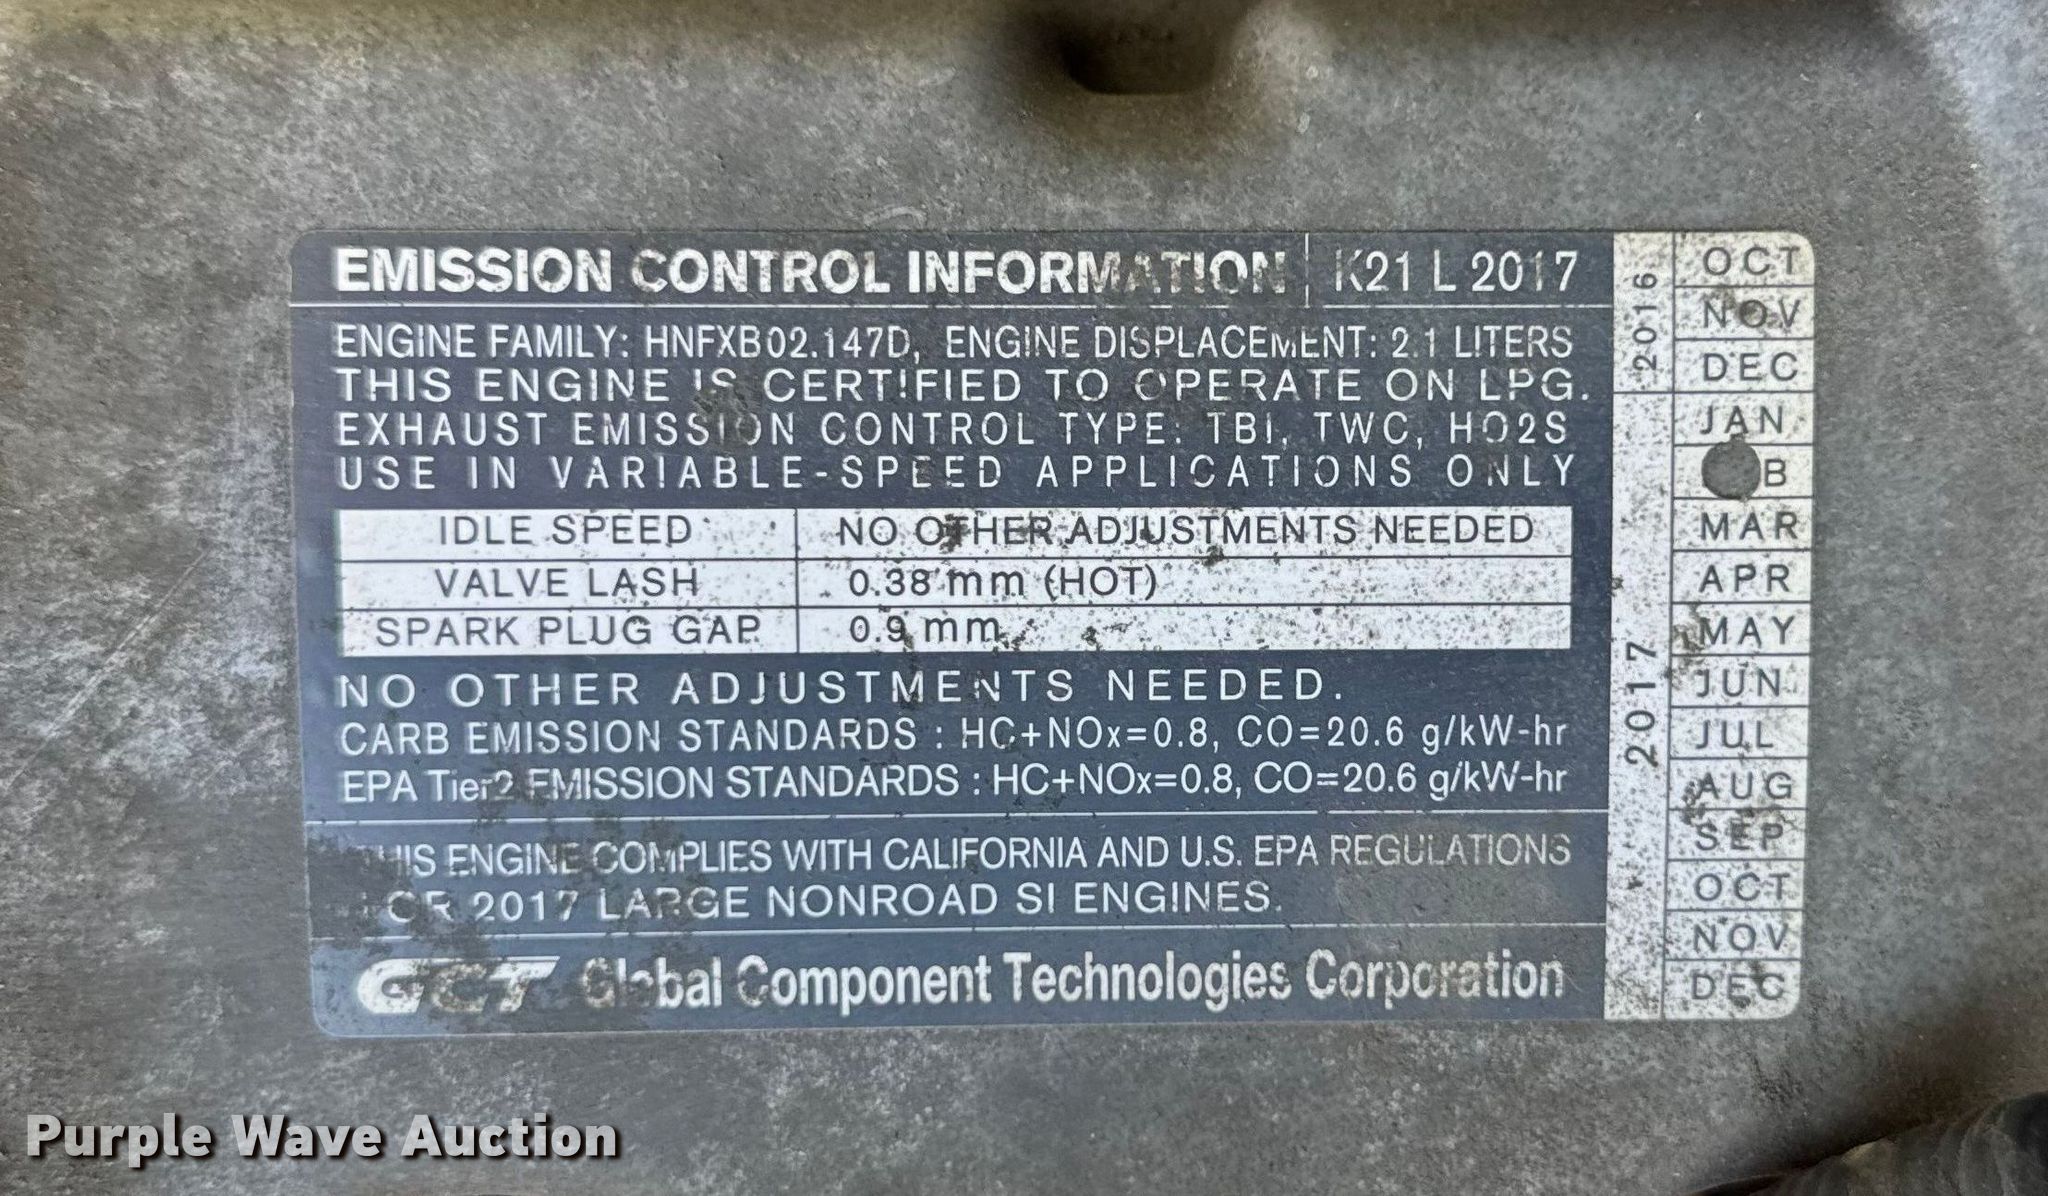 EMISSION CONTROL INFORMATION K21 L 2017
ENGINE FAMILY: HNFXB02.147D, ENGINE DISPLACEMENT: 2.1 LITERS
THIS ENGINE IS CERTIFIED TO OPERATE ON LPG.
EXHAUST EMISSION CONTROL TYPE: TBI, TWC, HO2S
USE IN VARIABLE-SPEED APPLICATIONS ONLY
IDLE SPEED NO OTHER ADJUSTMENTS NEEDED
VALVE LASH 0.38 mm (HOT)
SPARK PLUG GAP 0.9 mm
NO OTHER ADJUSTMENTS NEEDED.
CARB EMISSION STANDARDS : HC+NOx=0.8, CO=20.6 g/kW-hr
EPA Tier2 EMISSION STANDARDS : HC+NOx=0.8, CO=20.6 g/kW-hr
THIS ENGINE COMPLIES WITH CALIFORNIA AND U.S. EPA REGULATIONS
FOR 2017 LARGE NONROAD SI ENGINES.
GCT Global Component Technologies Corporation
2016
OCT
NOV
DEC
2017
JAN
B
MAR
APR
MAY
JUN
JUL
AUG
SEP
OCT
NOV
DEC
Purple Wave Auction